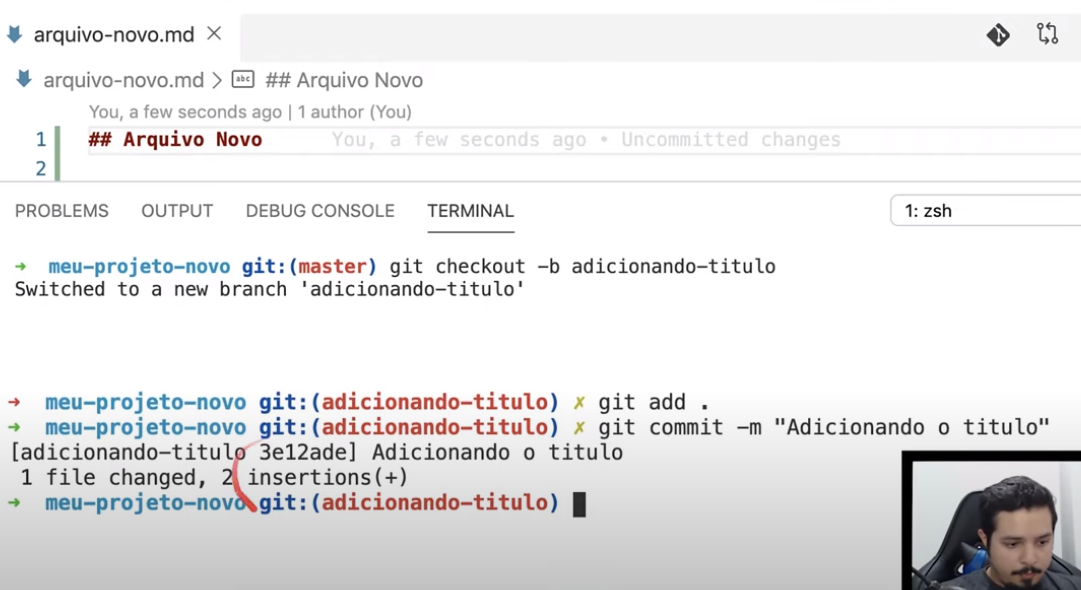 arquivo-novo.md
arquivo-novo.md > abc ## Arquivo Novo
You, a few seconds ago | 1 author (You)
1 ## Arquivo Novo You, a few seconds ago • Uncommitted changes
2
PROBLEMS OUTPUT DEBUG CONSOLE TERMINAL 1: zsh
→ meu-projeto-novo git:(master) git checkout -b adicionando-titulo
Switched to a new branch 'adicionando-titulo'
→ meu-projeto-novo git:(adicionando-titulo) ✗ git add .
→ meu-projeto-novo git:(adicionando-titulo) ✗ git commit -m "Adicionando o titulo"
[adicionando-titulo 3e12ade] Adicionando o titulo
1 file changed, 2 insertions(+)
→ meu-projeto-novo git:(adicionando-titulo)